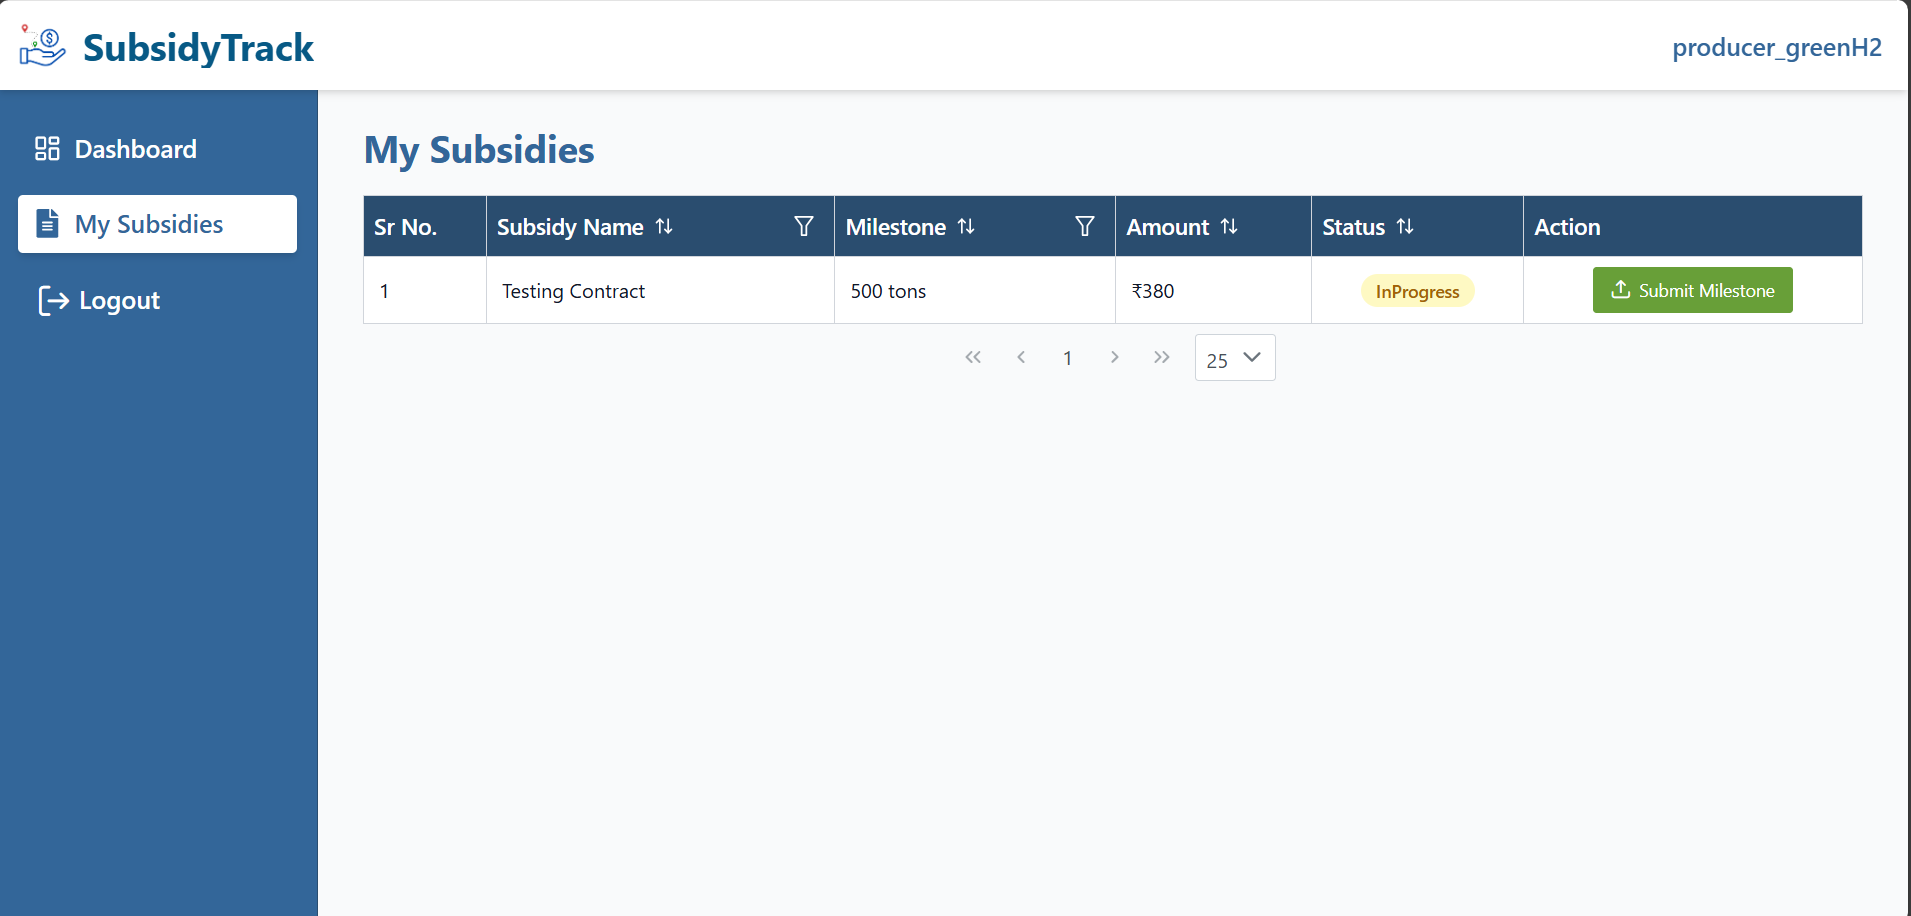 SubsidyTrack
producer_greenH2
Dashboard
My Subsidies
Logout
My Subsidies
Sr No. Subsidy Name Milestone Amount Status Action
1 Testing Contract 500 tons ₹380 InProgress Submit Milestone
1 25